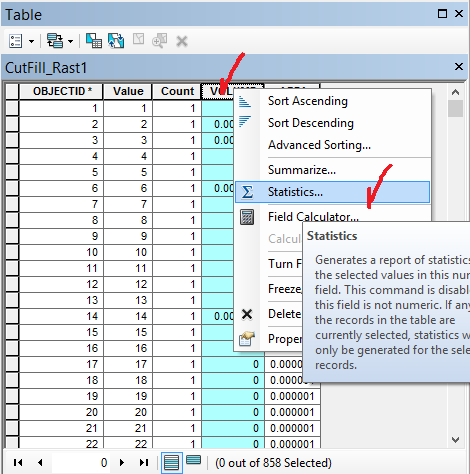 Table
CutFill_Rast1
OBJECTID * Value Count
1 1 1
2 2 1 0.00
3 3 1 0.00
4 4 1
5 5 1
6 6 1 0.00
7 7 1
8 8 1
9 9 1
10 10 1
11 11 1
12 12 1
13 13 1
14 14 1 0.00
15 15 1
16 16 1
17 17 1 0 0.000001
18 18 1 0 0.000001
19 19 1 0 0.000001
20 20 1 0 0.000001
21 21 1 0 0.000001
22 22 1 0 0.000001
Sort Ascending
Sort Descending
Advanced Sorting...
Summarize...
Σ Statistics...
Field Calculator...
Calcu
Turn F
Freeze
Delete
Proper
Statistics
Generates a report of statistics
the selected values in this num
field. This command is disable
this field is not numeric. If any
the records in the table are
currently selected, statistics w
only be generated for the sele
records.
0
(0 out of 858 Selected)